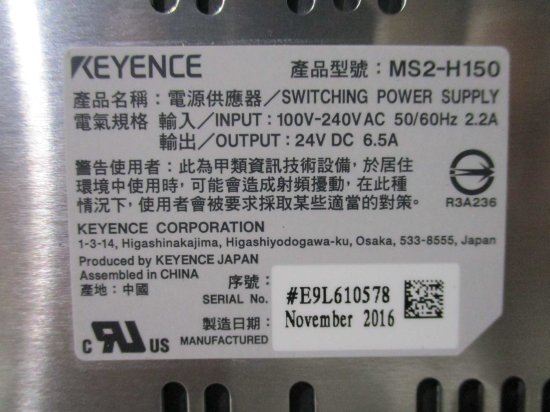 KEYENCE 產品型號：MS2-H150
產品名稱：電源供應器/SWITCHING POWER SUPPLY
電氣規格 輸入/INPUT: 100V-240V AC 50/60Hz 2.2A
輸出/OUTPUT: 24V DC 6.5A
警告使用者：此為甲類資訊技術設備，於居住
環境中使用時，可能會造成射頻擾動，在此種
情況下，使用者會被要求採取某些適當的對策。
R3A236
KEYENCE CORPORATION
1-3-14, Higashinakajima, Higashiyodogawa-ku, Osaka, 533-8555, Japan
Produced by KEYENCE JAPAN
Assembled in CHINA
產地：中國
序號：
SERIAL No.
#E9L610578
製造日期：
MANUFACTURED
November 2016
C RU US